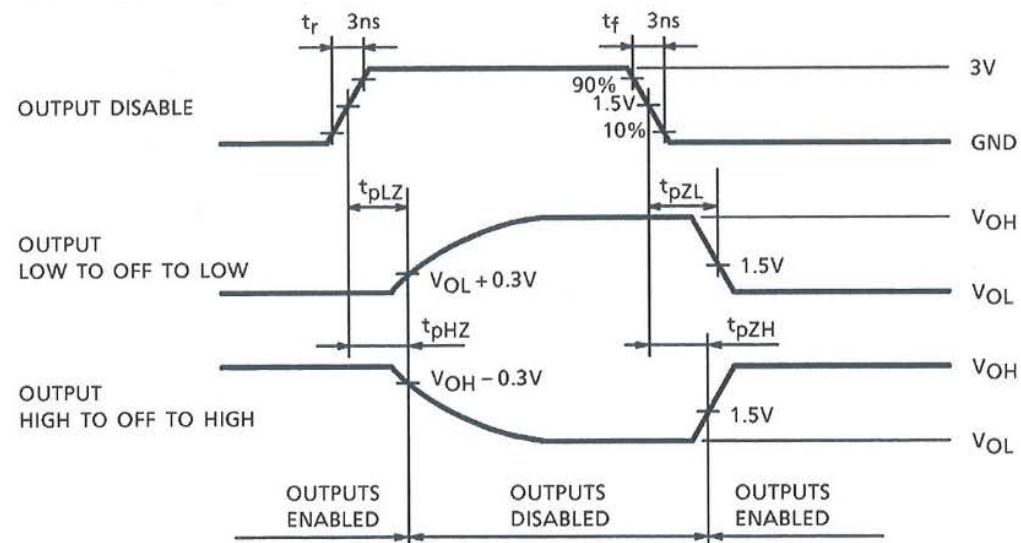 tr 3ns
tf 3ns
3V
90%
OUTPUT DISABLE
1.5V
10%
GND
tpLZ
tpZL
VOH
OUTPUT
LOW TO OFF TO LOW
VOL+0.3V
1.5V
VOL
tpHZ
tpZH
VOH
OUTPUT
HIGH TO OFF TO HIGH
VOH-0.3V
1.5V
VOL
OUTPUTS
ENABLED
OUTPUTS
DISABLED
OUTPUTS
ENABLED